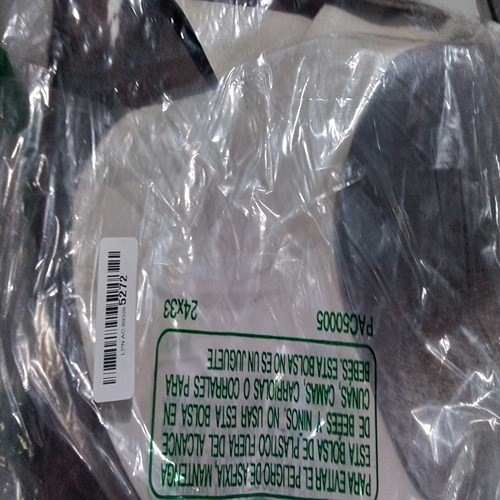 PARA EVITAR EL PELIGRO DE ASFIXIA, MANTENGA
ESTA BOLSA DE PLASTICO FUERA DEL ALCANCE
DE BEBES Y NINOS, NO USAR ESTA BOLSA EN
CUNAS, CAMAS, CARRIOLAS O CORRALES PARA
BEBES. ESTA BOLSA NO ES UN JUGUETE
PAC50005
24x33
5272